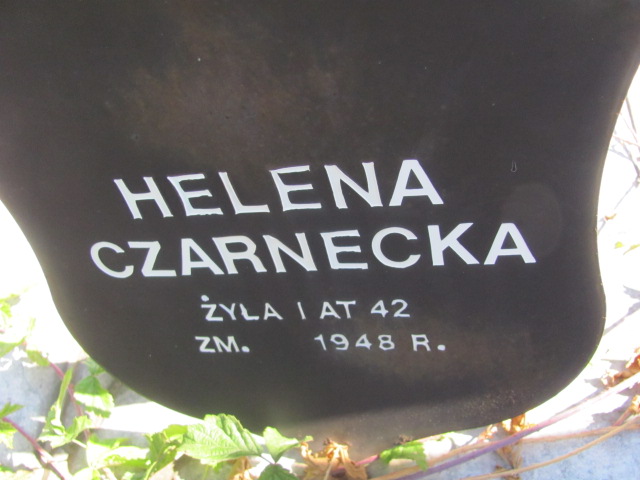 HELENA
CZARNECKA
ŻYŁA I AT 42
ZM. 1948 R.